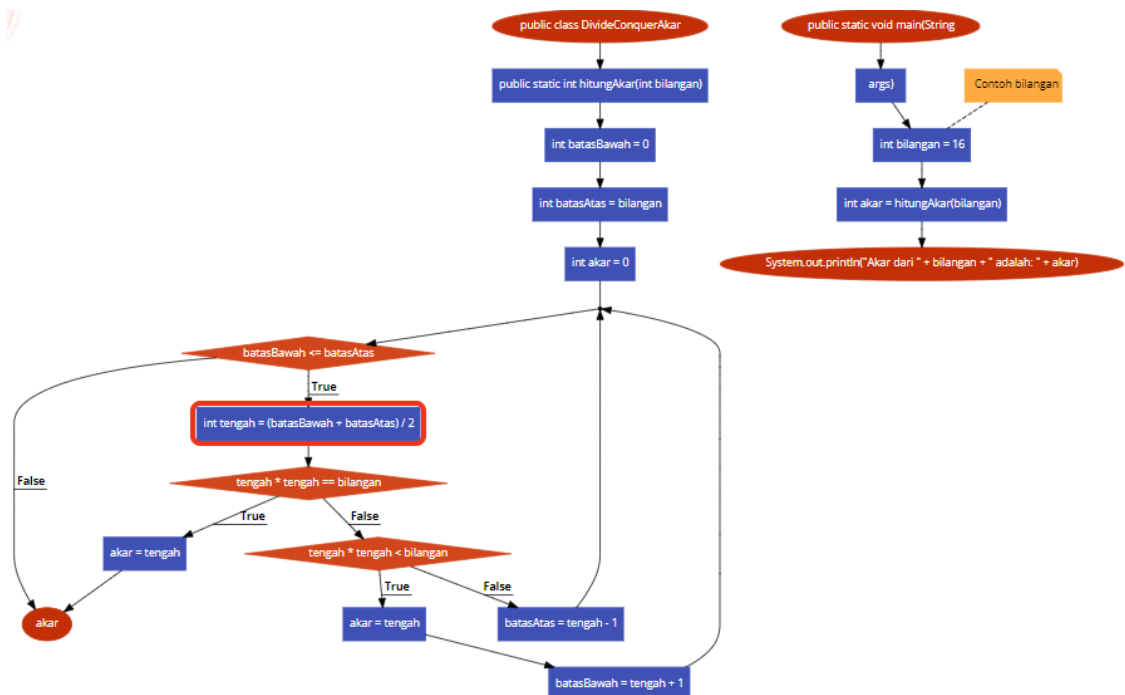 public class DivideConquerAkar
public static int hitungAkar(int bilangan)
int batasBawah = 0
int batasAtas = bilangan
int akar = 0
batasBawah <= batasAtas
True
int tengah = (batasBawah + batasAtas) / 2
False
tengah * tengah == bilangan
True
False
akar = tengah
tengah * tengah < bilangan
True
False
akar
akar = tengah
batasAtas = tengah - 1
batasBawah = tengah + 1
public static void main(String
args)
Contoh bilangan
int bilangan = 16
int akar = hitungAkar(bilangan)
System.out.println("Akar dari " + bilangan + " adalah: " + akar)